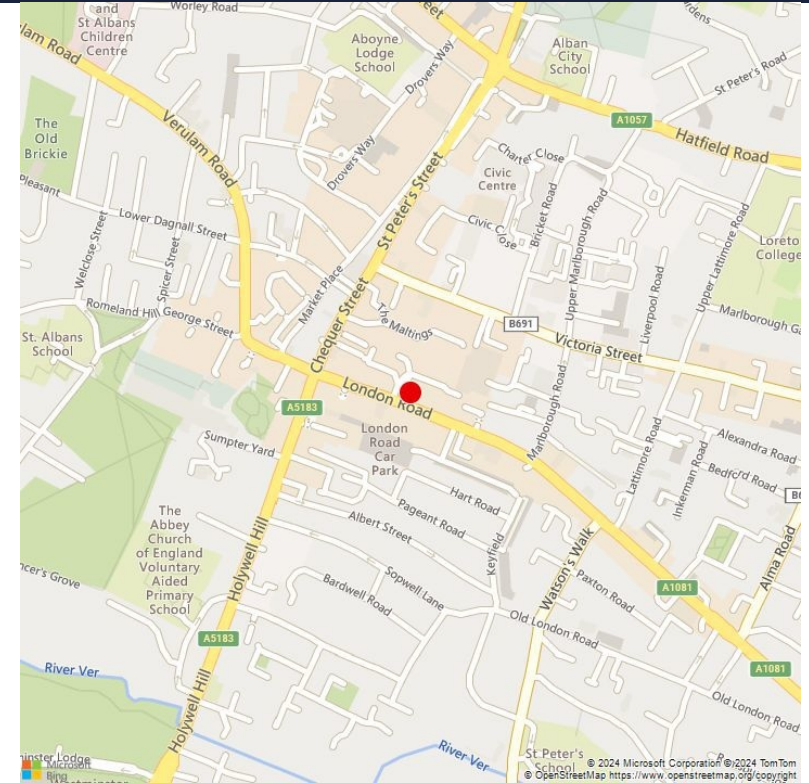 and
St Albans
Children
Centre
Worley Road
Street
Aboyne
Lodge
School
Drovers Way
Alban
City
School
St Peter's Road
ulam Road
The
Old
Brickie
Verulam Road
Drovers Way
A1057
Hatfield Road
Charter Close
Civic
Centre
Pleasant
Lower Dagnall Street
St Peter's Street
Civic Close
Bricket Road
Upper Marlborough Road
Upper Lattimore Road
Loreto
College
Welclose Street
Spicer Street
Market Place
Liverpool Road
Romeland Hill
George Street
Chequer Street
The Maltings
B691
Victoria Street
Marlborough Ga
St. Albans
School
A5183
London Road
London
Road
Car
Park
Marlborough Road
Sumpter Yard
Lattimore Road
Alexandra Road
Bedford Road
Inkerman Road
Hart Road
Pageant Road
Albert Street
The
Abbey
Church
of England
Voluntary
Aided
Primary
School
Holywell Hill
Keyfield
Watson's Walk
Alma Road
ncer's Grove
Sopwell Lane
Bardwell Road
Paxton Road
A1081
Old London Road
A5183
River Ver
A1081
Holywell Hill
Old London Road
River Ver
St Peter's
School
minster Lodge
Westminster
Microsoft
Bing
© 2024 Microsoft Corporation © 2024 TomTom
© OpenStreetMap https://www.openstreetmap.org/copyright